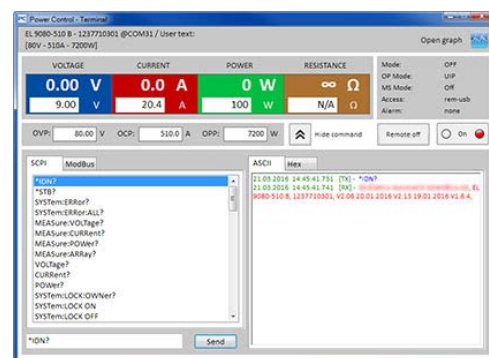 Power Control - Terminal
EL 9080-510 B - 1237710301 @COM31 / User text:
[80V - 510A - 7200W]
Open graph
VOLTAGE CURRENT POWER RESISTANCE
0.00 V 0.0 A 0 W ∞ Ω
9.00 V 20.4 A 100 W N/A Ω
Mode: OFF
OP Mode: UIP
MS Mode: Off
Access: rem-usb
Alarm: none
OVP: 80.00 V OCP: 510.0 A OPP: 7200 W Hide command Remote off On
SCPI ModBus
*IDN?
*STB?
SYSTem:ERRor?
SYSTem:ERRor:ALL?
MEASure:VOLTage?
MEASure:CURRent?
MEASure:POWer?
MEASure:ARRay?
VOLTage?
CURRent?
POWer?
SYSTem:LOCK:OWNer?
SYSTem:LOCK ON
SYSTem:LOCK OFF
*IDN? Send
ASCII Hex
21.03.2016 14:45:41.731 [TX] - *IDN?
21.03.2016 14:45:41.741 [RX] - EL
9080-510 B, 1237710301, V2.06 20.01.2016 V2.13 19.01.2016 V1.6.4,